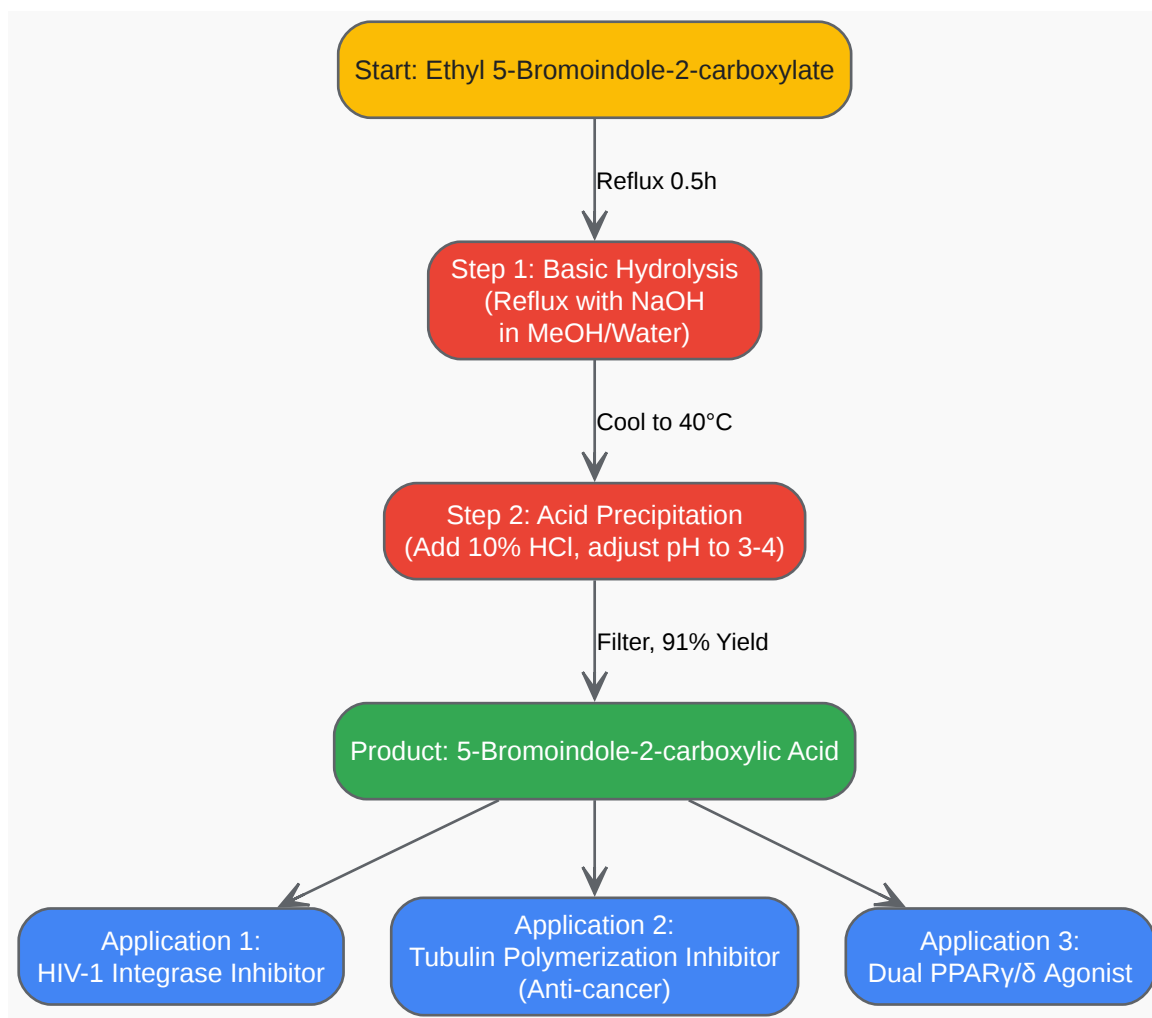 Start: Ethyl 5-Bromoindole-2-carboxylate
Reflux 0.5h
Step 1: Basic Hydrolysis
(Reflux with NaOH
in MeOH/Water)
Cool to 40°C
Step 2: Acid Precipitation
(Add 10% HCl, adjust pH to 3-4)
Filter, 91% Yield
Product: 5-Bromoindole-2-carboxylic Acid
Application 1:
HIV-1 Integrase Inhibitor
Application 2:
Tubulin Polymerization Inhibitor
(Anti-cancer)
Application 3:
Dual PPARγ/δ Agonist